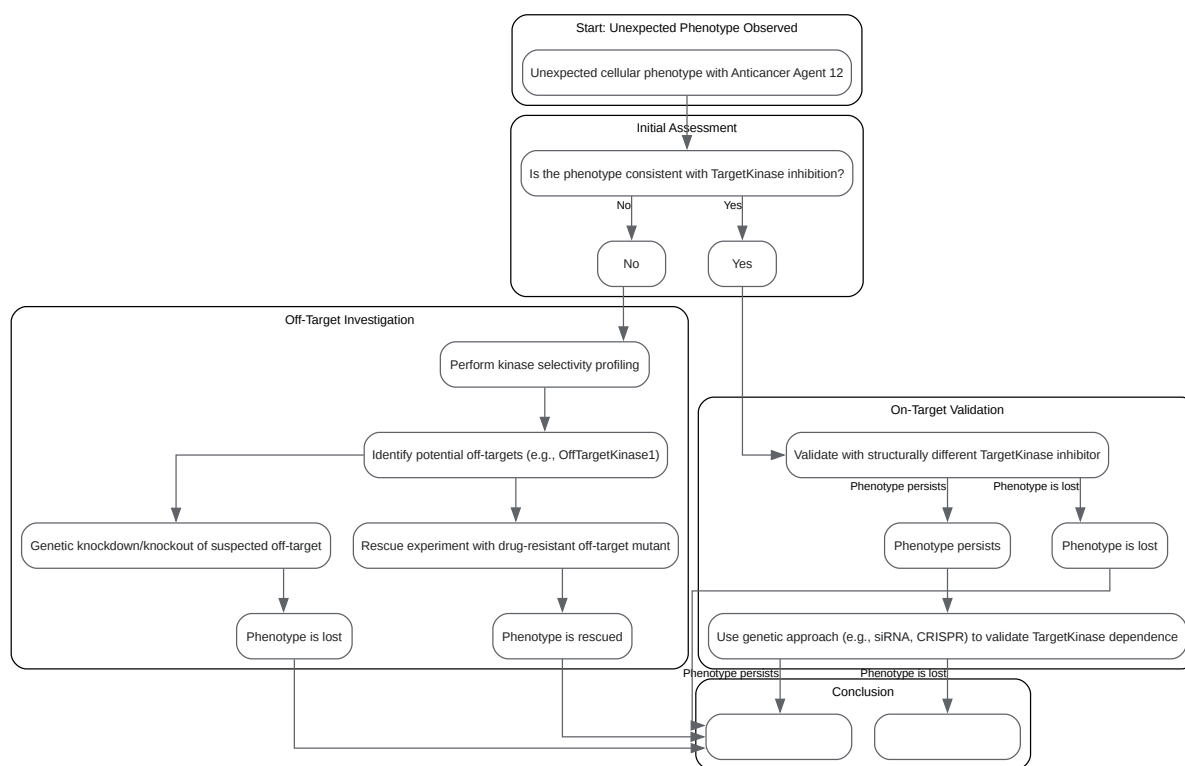 Start: Unexpected Phenotype Observed
Unexpected cellular phenotype with Anticancer Agent 12
Initial Assessment
Is the phenotype consistent with TargetKinase inhibition?
No
Yes
No
Yes
Off-Target Investigation
Perform kinase selectivity profiling
On-Target Validation
Identify potential off-targets (e.g., OffTargetKinase1)
Validate with structurally different TargetKinase inhibitor
Phenotype persists
Phenotype is lost
Genetic knockdown/knockout of suspected off-target
Rescue experiment with drug-resistant off-target mutant
Phenotype persists
Phenotype is lost
Phenotype is lost
Phenotype is rescued
Use genetic approach (e.g., siRNA, CRISPR) to validate TargetKinase dependence
Phenotype persists
Phenotype is lost
Conclusion